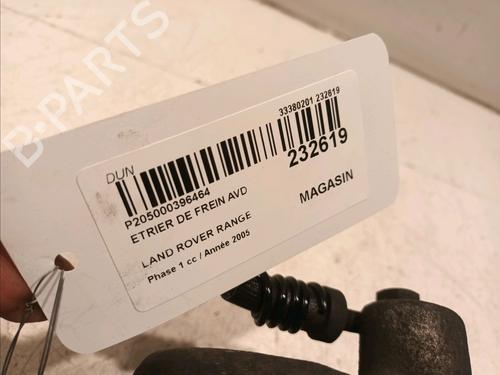 B-PARTS
DUN
33380201 232619
232619
P205000396464
ETRIER DE FREIN AVD
MAGASIN
LAND ROVER RANGE
Phase 1 cc / Année 2005